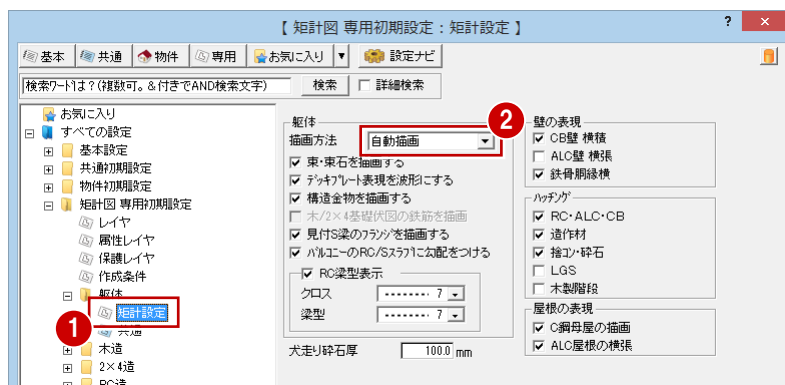 【 矩計図 専用初期設定：矩計設定 】
? ×
基本 共通 物件 専用 お気に入り ▼ 設定ナビ
検索ワードは？(複数可。＆付きでAND検索文字) 検索 詳細検索
お気に入り
すべての設定
基本設定
共通初期設定
物件初期設定
矩計図 専用初期設定
レイヤ
属性レイヤ
保護レイヤ
作成条件
躯体
1 矩計設定
共通
木造
2×4造
RC造
躯体
2
描画方法 自動描画
束・束石を描画する
デッキプレート表現を波形にする
構造金物を描画する
木/2×4基礎伏図の鉄筋を描画
見付S梁のフランジを描画する
バルコニーのRC/Sスラブに勾配をつける
RC梁型表示
クロス 7
梁型 7
犬走り砕石厚 100.0 mm
壁の表現
CB壁 横積
ALC壁 横張
鉄骨胴縁横
ハッチング
RC・ALC・CB
造作材
捨コン・砕石
LGS
木製階段
屋根の表現
C鋼母屋の描画
ALC屋根の横張